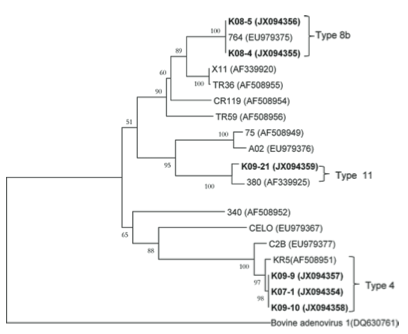 K08-5 (JX094356)
100
764 (EU979375)
Type 8b
89
K08-4 (JX094355)
X11 (AF339920)
60
100
TR36 (AF508955)
90
CR119 (AF508954)
TR59 (AF508956)
51
75 (AF508949)
100
A02 (EU979376)
95
K09-21 (JX094359)
Type 11
100
380 (AF339925)
340 (AF508952)
65
CELO (EU979367)
88
C2B (EU979377)
100
KR5(AF508951)
97
K09-9 (JX094357)
K07-1 (JX094354)
Type 4
98
K09-10 (JX094358)
Bovine adenovirus 1(DQ630761)